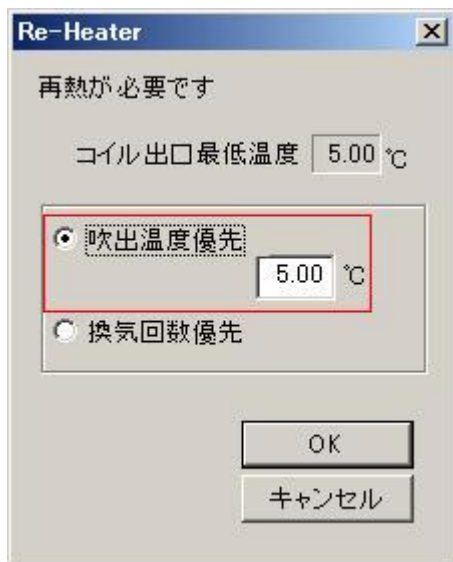 Re-Heater
再熱が必要です
コイル出口最低温度 5.00 ℃
吹出温度優先
5.00 ℃
換気回数優先
OK
キャンセル